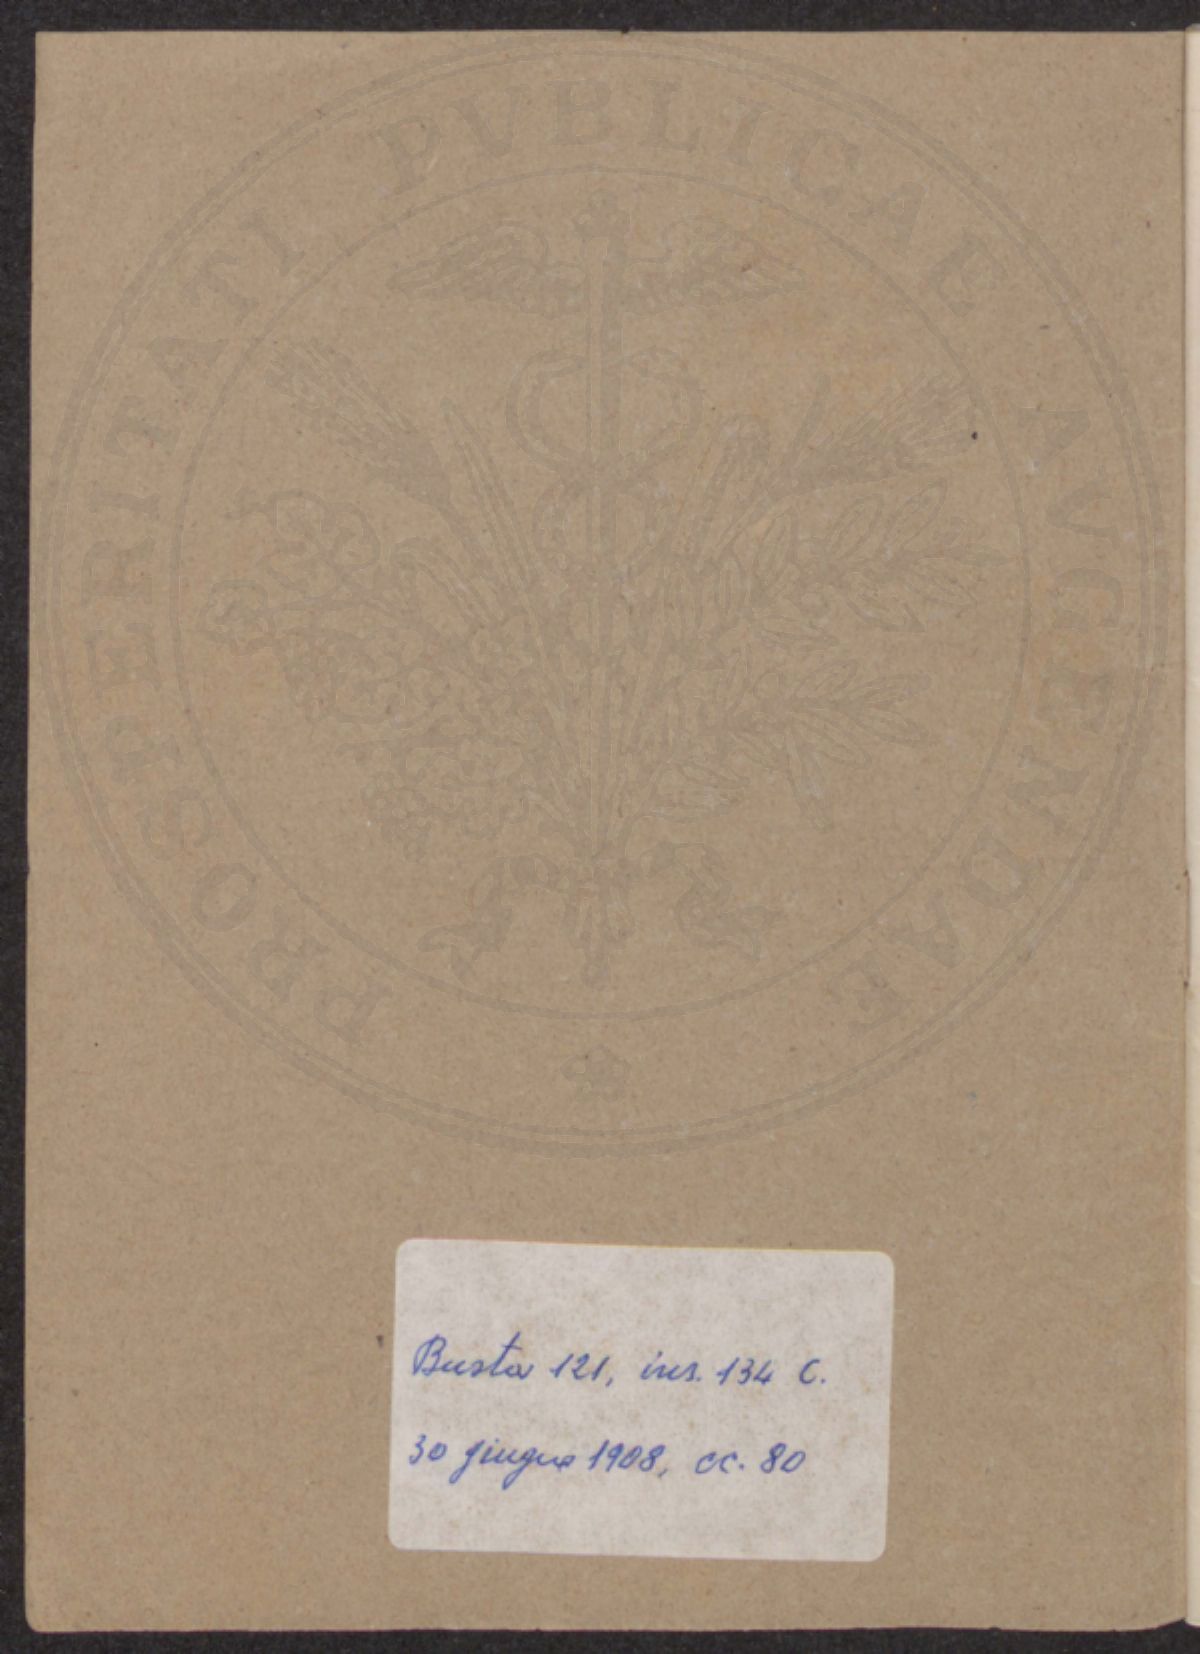 PROSPERITATI PVBLICAE AVGENDAE
Busta 121, ins. 134 C.
30 giugno 1908, cc. 80